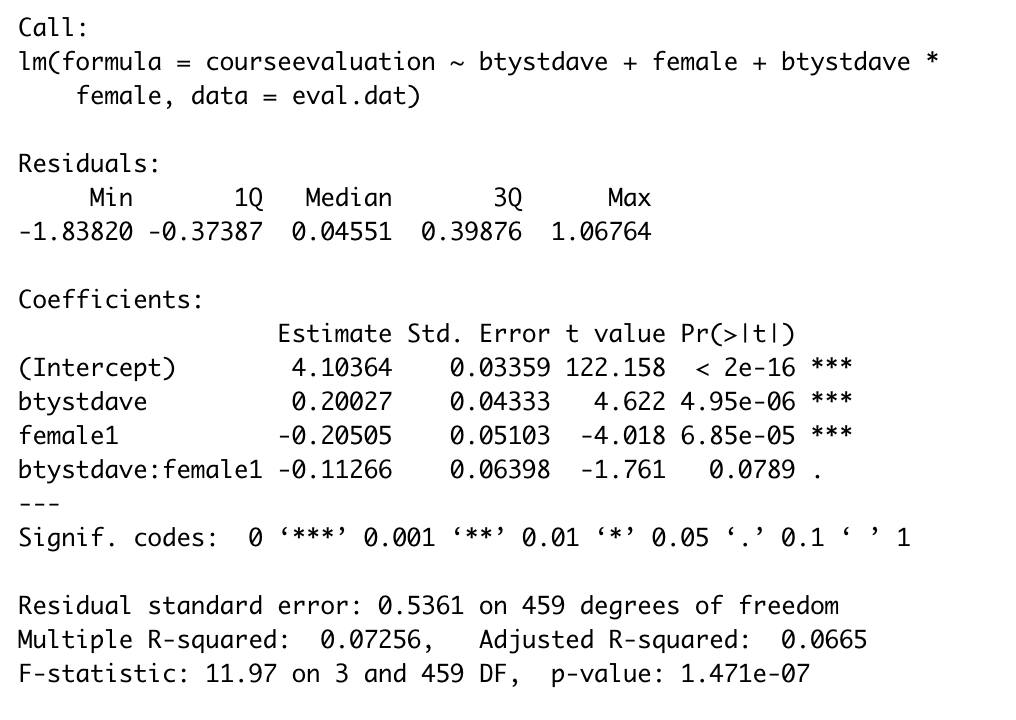 Call:
lm(formula = courseevaluation ~ btystdave + female + btystdave *
    female, data = eval.dat)

Residuals:
     Min       1Q   Median       3Q      Max
-1.83820 -0.37387  0.04551  0.39876  1.06764

Coefficients:
                 Estimate Std. Error t value Pr(>|t|)
(Intercept)       4.10364    0.03359 122.158  < 2e-16 ***
btystdave         0.20027    0.04333   4.622 4.95e-06 ***
female1          -0.20505    0.05103  -4.018 6.85e-05 ***
btystdave:female1 -0.11266    0.06398  -1.761   0.0789 .
---
Signif. codes:  0 ‘***’ 0.001 ‘**’ 0.01 ‘*’ 0.05 ‘.’ 0.1 ‘ ’ 1

Residual standard error: 0.5361 on 459 degrees of freedom
Multiple R-squared:  0.07256,   Adjusted R-squared:  0.0665
F-statistic: 11.97 on 3 and 459 DF,  p-value: 1.471e-07